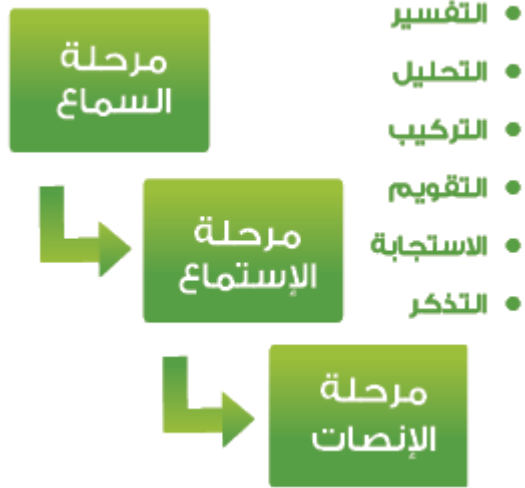 مرحلة
السماع
مرحلة
الإستماع
مرحلة
الإنصات
• التفسير
• التحليل
• التركيب
• التقويم
• الاستجابة
• التذكر